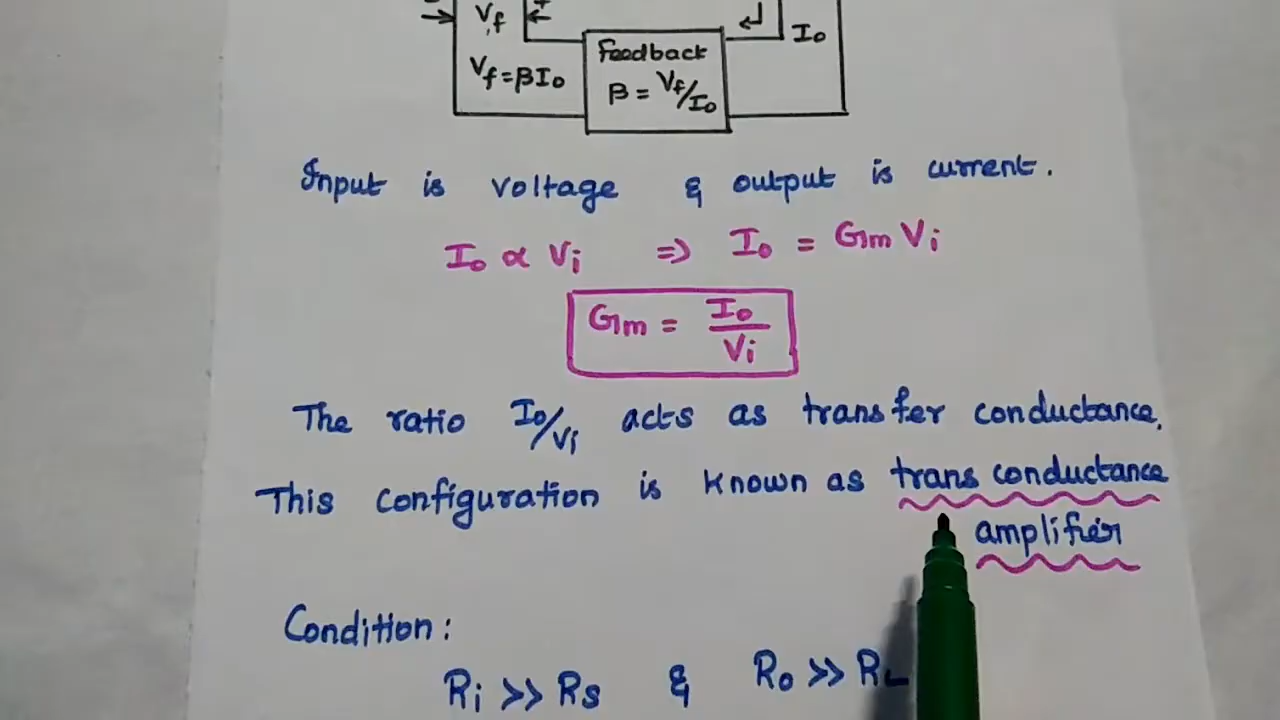 Vf +
Vf = βIo
Feedback
β = Vf/Io
Io
Input is voltage & output is current.
Io ∝ Vi ⇒ Io = Gm Vi
Gm = Io/Vi
The ratio Io/Vi acts as transfer conductance.
This configuration is known as trans conductance
amplifier
Condition:
Ri >> Rs & Ro >> RL